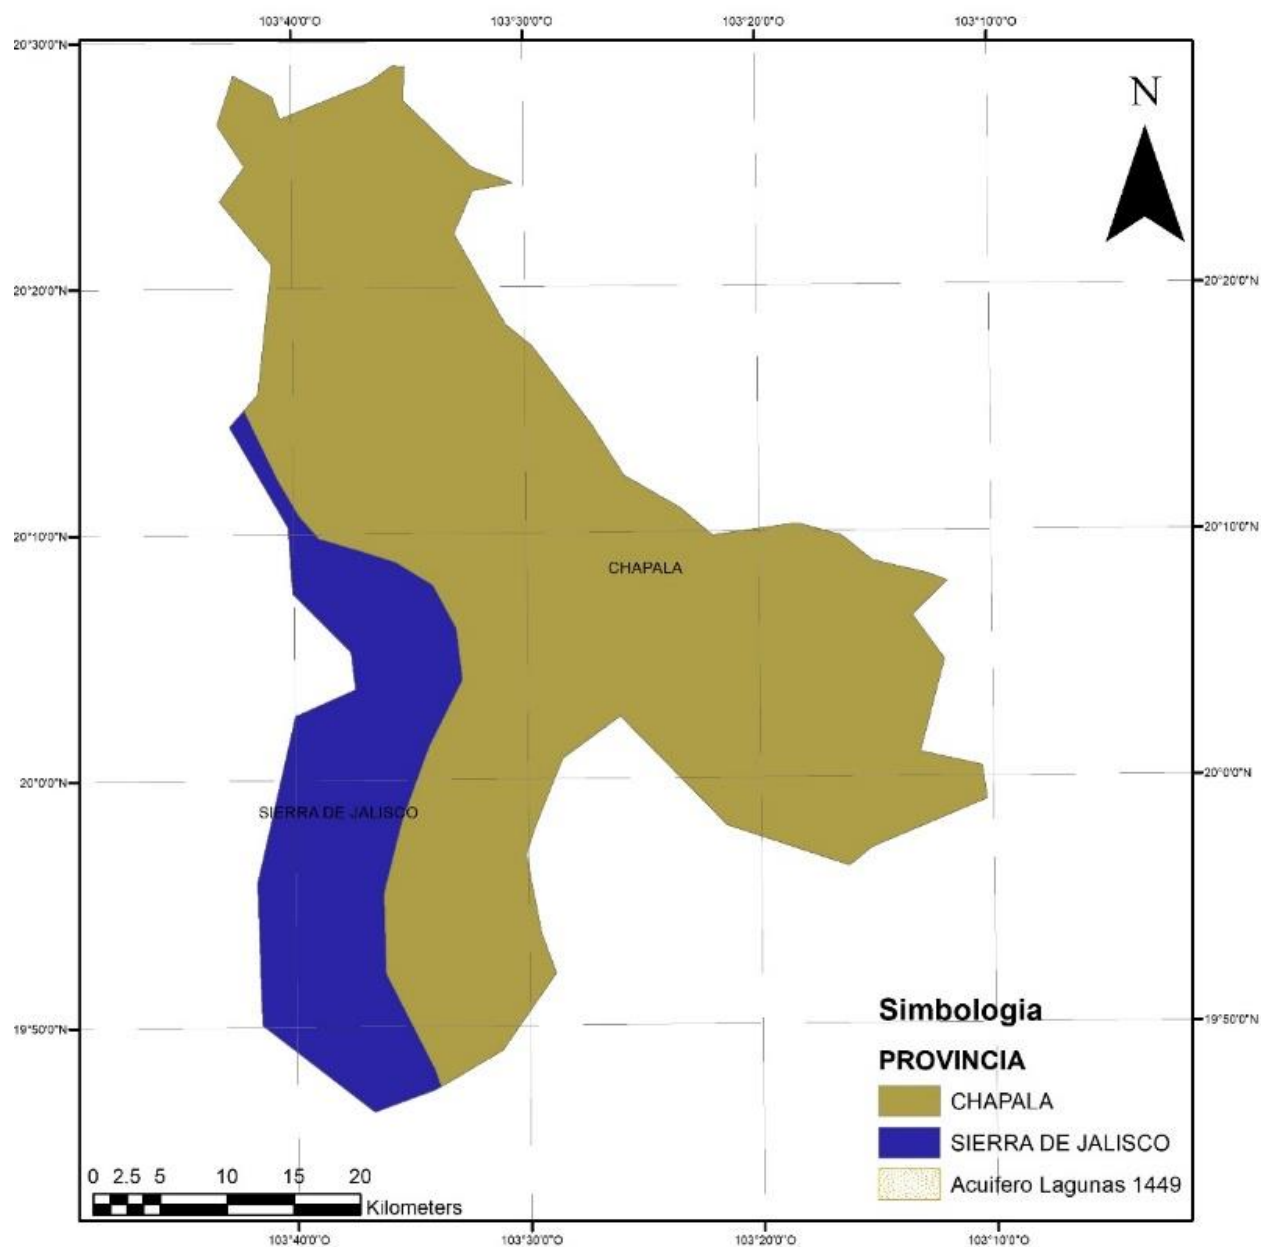 103°40'0"O 103°30'0"O 103°20'0"O 103°10'0"O
20°30'0"N
N
20°20'0"N 20°20'0"N
20°10'0"N 20°10'0"N
CHAPALA
20°0'0"N 20°0'0"N
SIERRA DE JALISCO
19°50'0"N 19°50'0"N
Simbologia
PROVINCIA
CHAPALA
SIERRA DE JALISCO
Acuifero Lagunas 1449
0 2.5 5 10 15 20
Kilometers
103°40'0"O 103°30'0"O 103°20'0"O 103°10'0"O